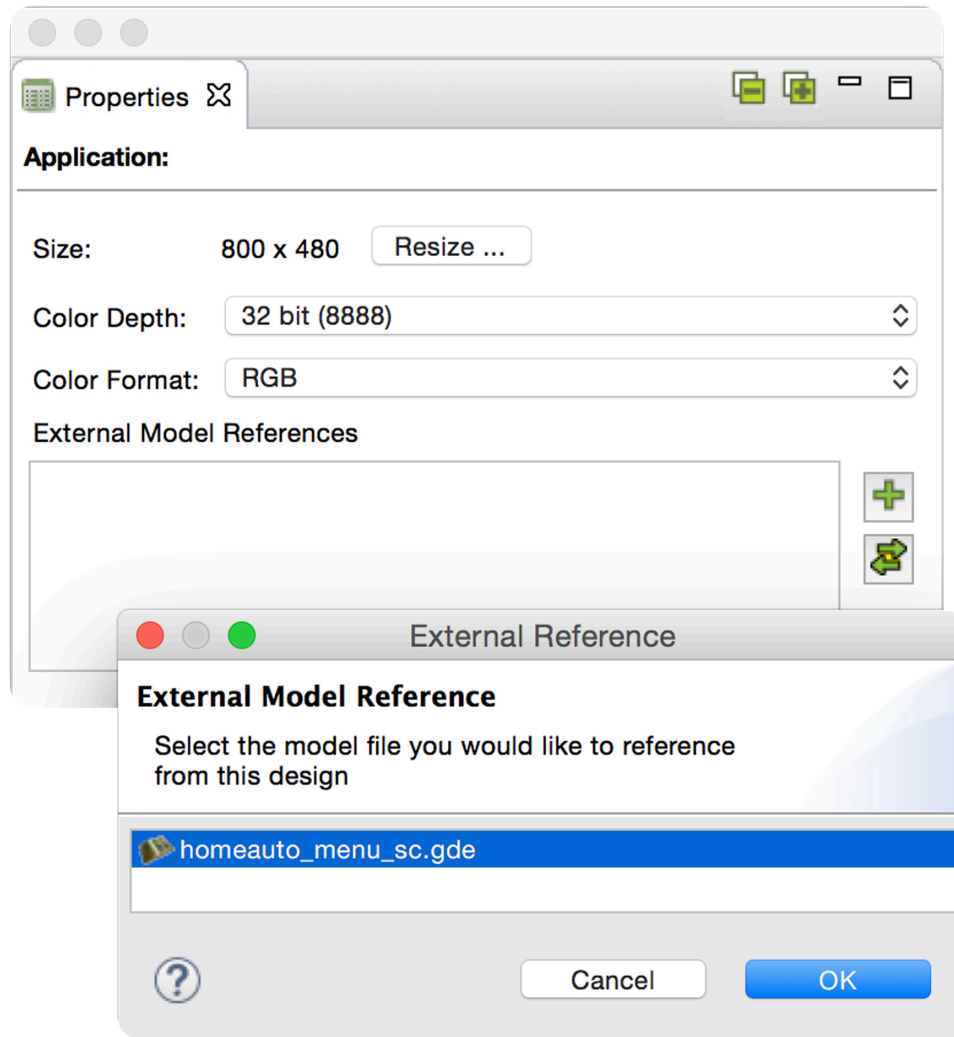 Properties
Application:
Size: 800 x 480 Resize ...
Color Depth: 32 bit (8888)
Color Format: RGB
External Model References
External Reference
External Model Reference
Select the model file you would like to reference
from this design
homeauto_menu_sc.gde
? Cancel OK